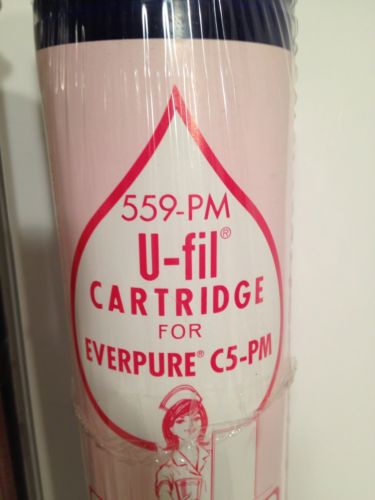 559-PM
U-fil®
CARTRIDGE
FOR
EVERPURE® C5-PM